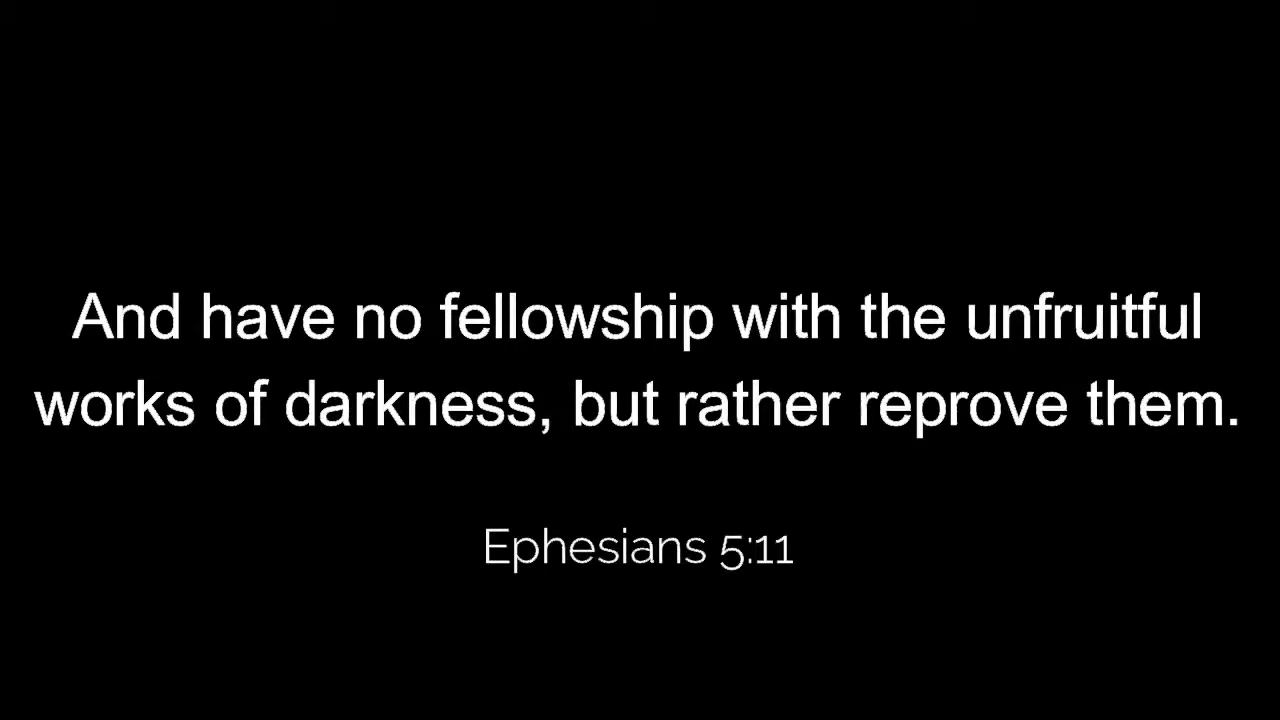 And have no fellowship with the unfruitful
works of darkness, but rather reprove them.
Ephesians 5:11